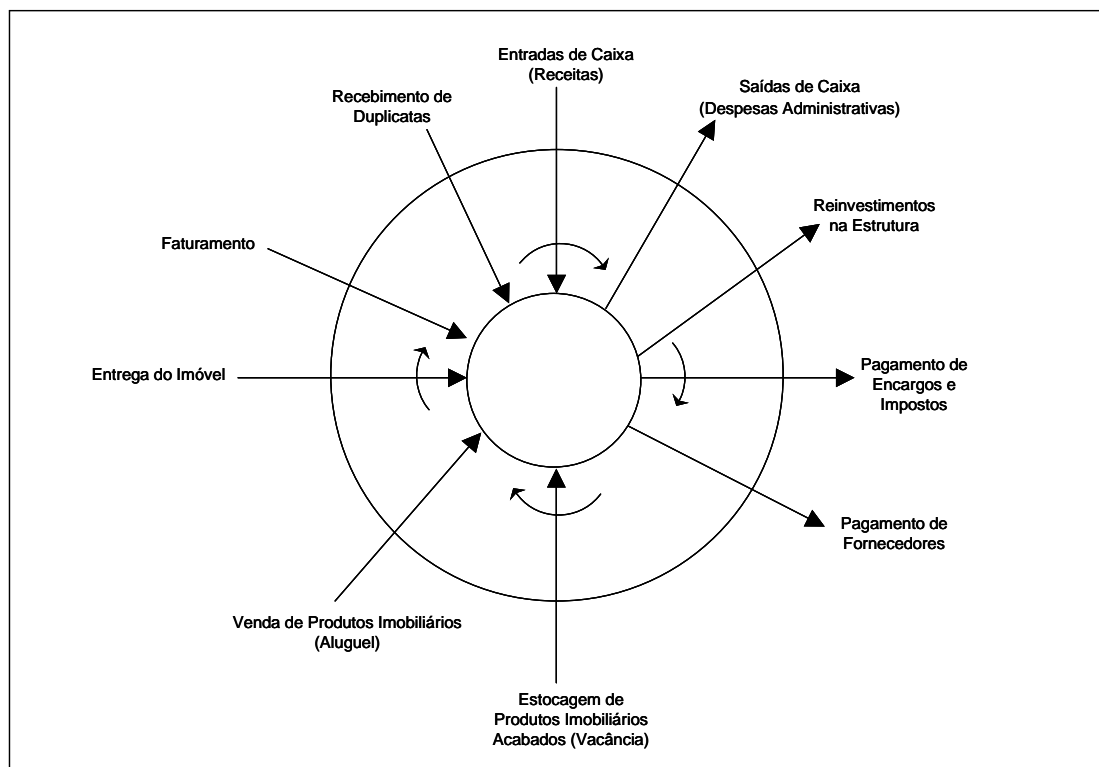 Entradas de Caixa
(Receitas)
Saídas de Caixa
(Despesas Administrativas)
Recebimento de
Duplicatas
Reinvestimentos
na Estrutura
Faturamento
Entrega do Imóvel
Pagamento de
Encargos e
Impostos
Pagamento de
Fornecedores
Venda de Produtos Imobiliários
(Aluguel)
Estocagem de
Produtos Imobiliários
Acabados (Vacância)